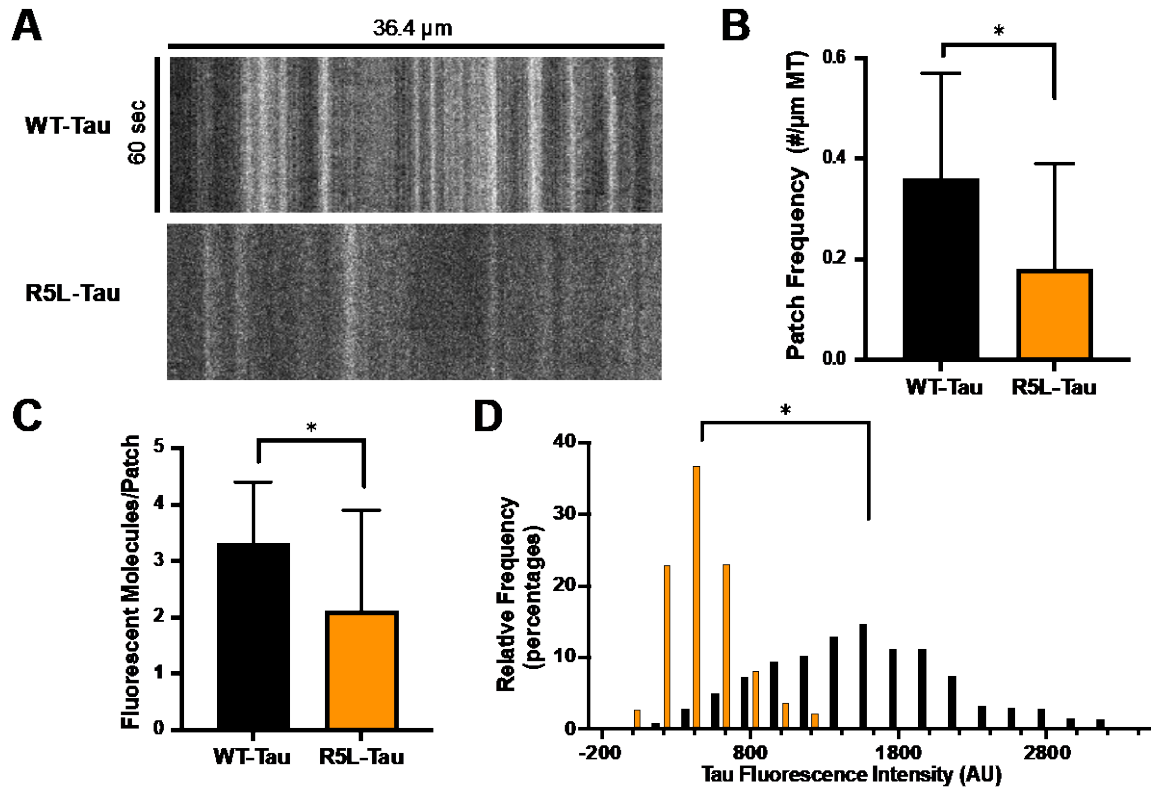 A
36.4 µm
WT-Tau
60 sec
R5L-Tau
B
*
Patch Frequency (#/µm MT)
0.6
0.4
0.2
0.0
WT-Tau
R5L-Tau
C
*
Fluorescent Molecules/Patch
5
4
3
2
1
0
WT-Tau
R5L-Tau
D
*
Relative Frequency
(percentages)
40
30
20
10
0
-200
800
1800
2800
Tau Fluorescence Intensity (AU)